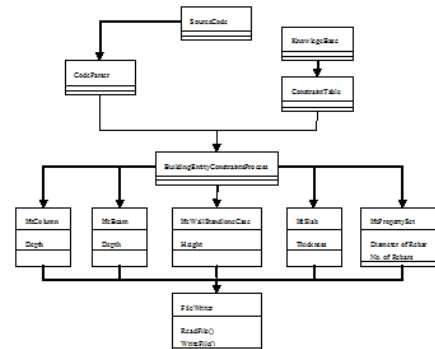 SourceCode
KnowlegeBase
CodeParser
ConstraintTable
BuildingEntityConstraintsProcess
IfcColumn
IfcBeam
IfcWallStandioneCase
IfcSlab
IfcPropertySet
Depth
Depth
Height
Thickness
Diameter of Rebar
No. of Rebars
FileWriter
ReadFile()
WriteFile()